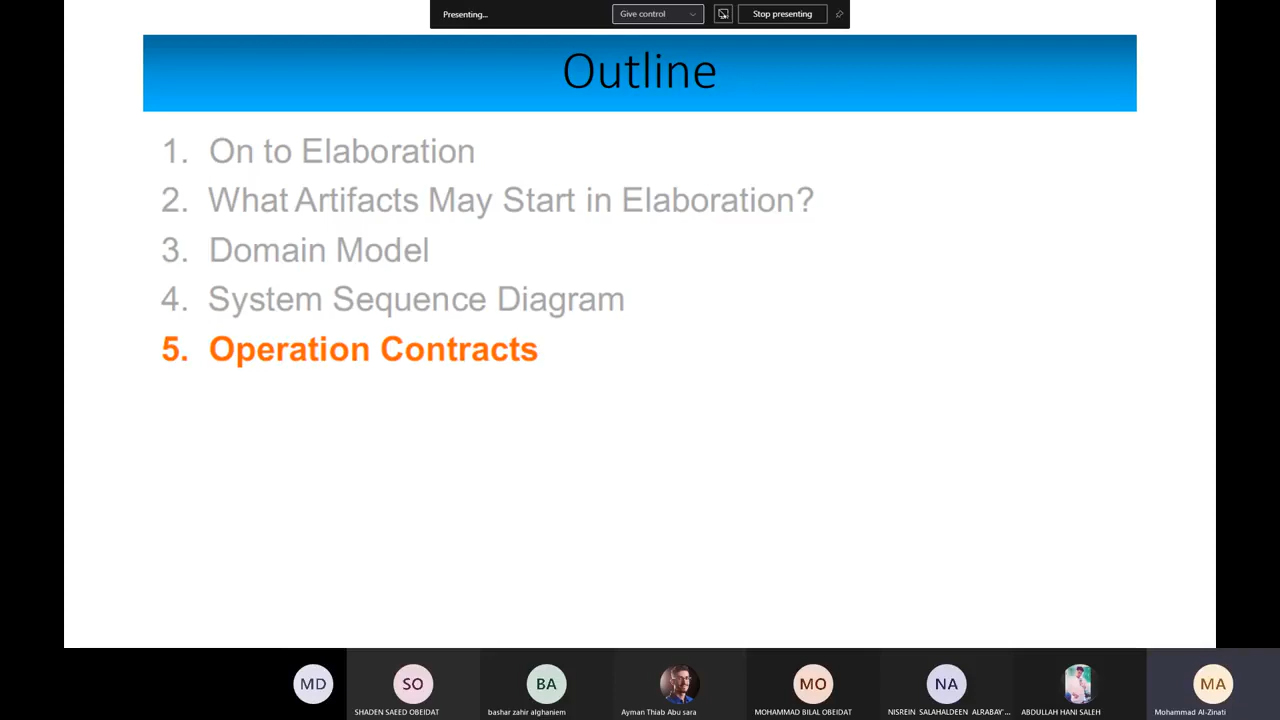 Presenting...
Give control
Stop presenting
Outline
1. On to Elaboration
2. What Artifacts May Start in Elaboration?
3. Domain Model
4. System Sequence Diagram
5. Operation Contracts
MD
SO
BA
MO
NA
MA
SHADEN SAEED OBEIDAT
bashar zahir alghaniem
Ayman Thiab Abu sara
MOHAMMAD BILAL OBEIDAT
NISREIN SALAHALDEEN ALRABAY'...
ABDULLAH HANI SALEH
Mohammad Al-Zinati